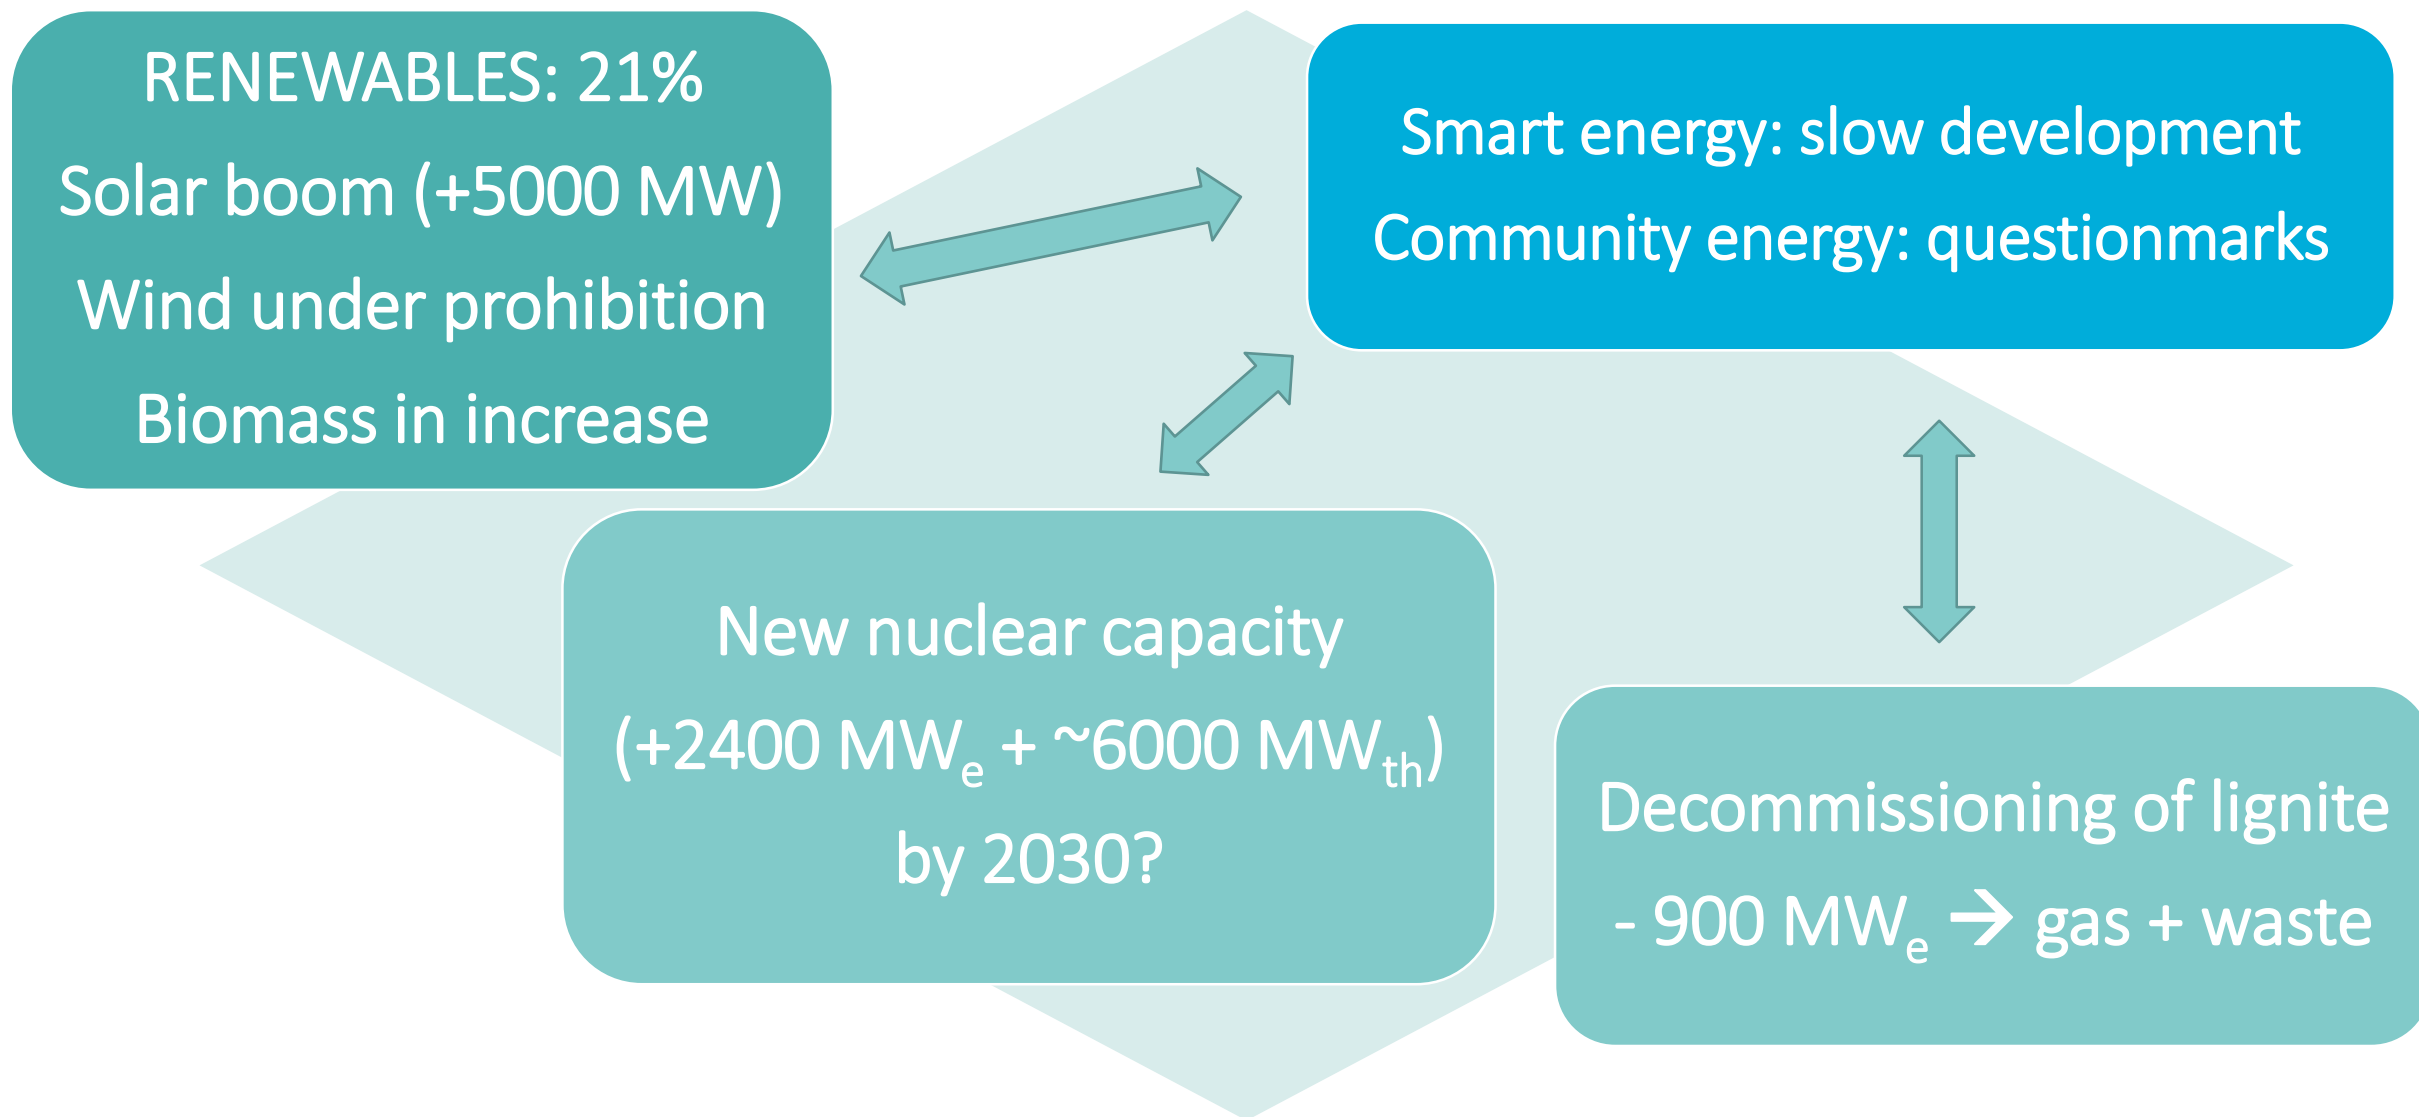 RENEWABLES: 21%
Solar boom (+5000 MW)
Wind under prohibition
Biomass in increase
Smart energy: slow development
Community energy: questionmarks
New nuclear capacity
(+2400 MWₑ + ~6000 MWₜₕ)
by 2030?
Decommissioning of lignite
- 900 MWₑ → gas + waste